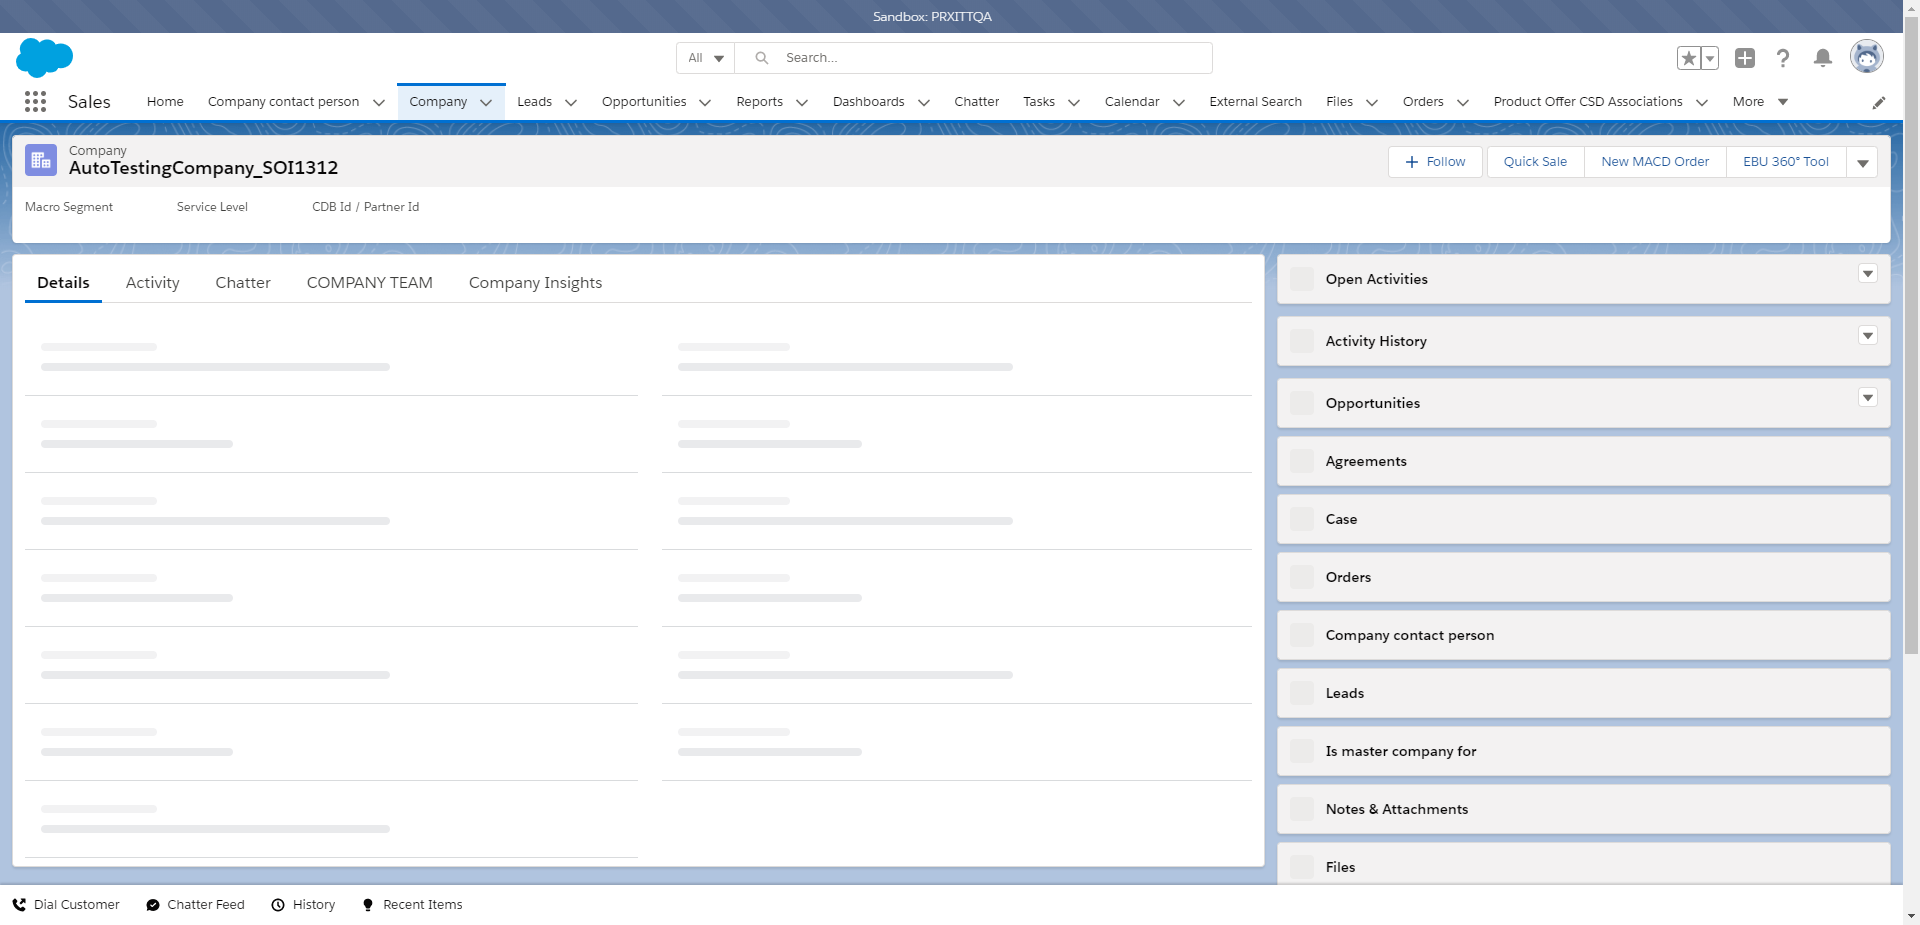 Sandbox: PRXITTQA
All
Search...
Sales
Home
Company contact person
Company
Leads
Opportunities
Reports
Dashboards
Chatter
Tasks
Calendar
External Search
Files
Orders
Product Offer CSD Associations
More
Company
AutoTestingCompany_SOI1312
Follow
Quick Sale
New MACD Order
EBU 360° Tool
Macro Segment
Service Level
CDB Id / Partner Id
Details
Activity
Chatter
COMPANY TEAM
Company Insights
Open Activities
Activity History
Opportunities
Agreements
Case
Orders
Company contact person
Leads
Is master company for
Notes & Attachments
Files
Dial Customer
Chatter Feed
History
Recent Items